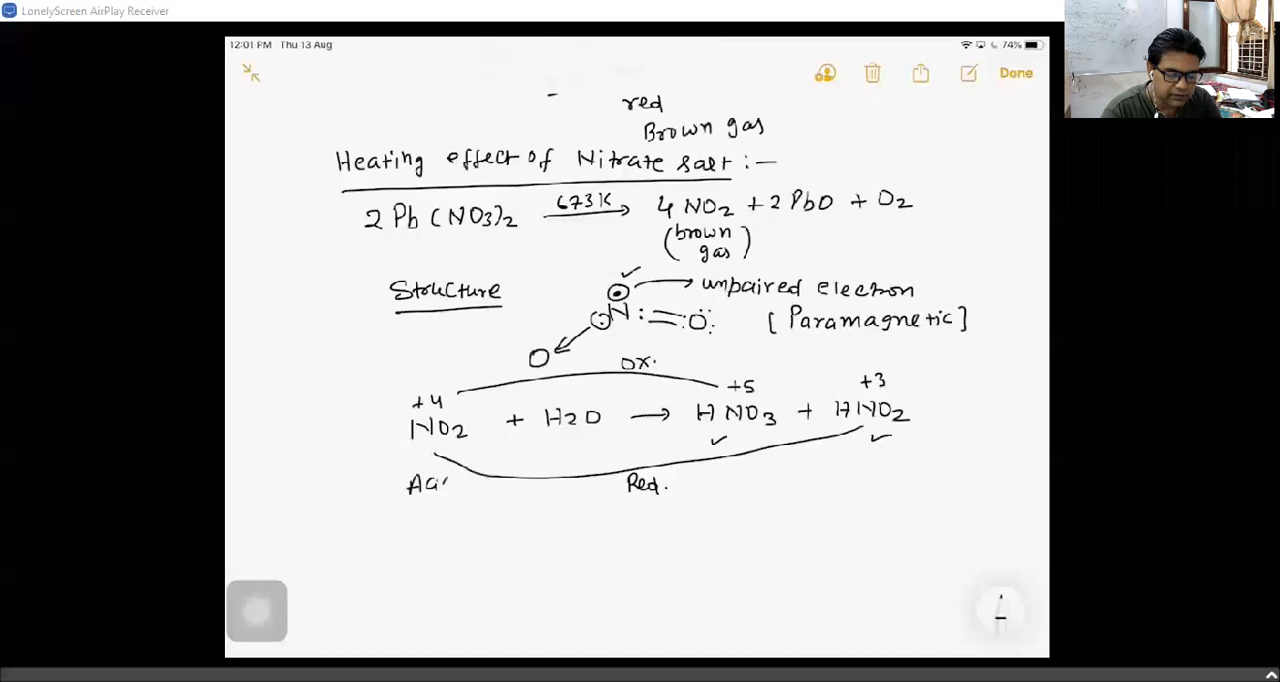 LonelyScreen AirPlay Receiver
12:01 PM Thu 13 Aug
74%
Done
red
Brown gas
Heating effect of Nitrate salt :-
2 Pb(NO3)2 673K → 4 NO2 + 2 PbO + O2
(brown gas)
Structure
unpaired electron
N O
[Paramagnetic]
O
OX.
+4 +5 +3
NO2 + H2O → HNO3 + HNO2
Red.